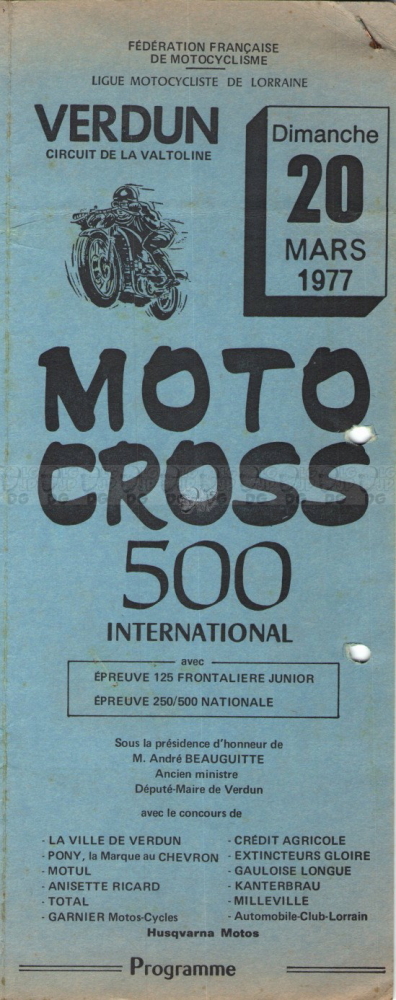 FÉDÉRATION FRANÇAISE
DE MOTOCYCLISME
LIGUE MOTOCYCLISTE DE LORRAINE
VERDUN
CIRCUIT DE LA VALTOLINE
Dimanche
20
MARS
1977
MOTO
CROSS
500
INTERNATIONAL
avec
ÉPREUVE 125 FRONTALIERE JUNIOR
ÉPREUVE 250/500 NATIONALE
Sous la présidence d'honneur de
M. André BEAUGUITTE
Ancien ministre
Député-Maire de Verdun
avec le concours de
- LA VILLE DE VERDUN
- PONY, la Marque au CHEVRON
- MOTUL
- ANISETTE RICARD
- TOTAL
- GARNIER Motos-Cycles
- CRÉDIT AGRICOLE
- EXTINCTEURS GLOIRE
- GAULOISE LONGUE
- KANTERBRAU
- MILLEVILLE
- Automobile-Club-Lorrain
Husqvarna Motos
Programme